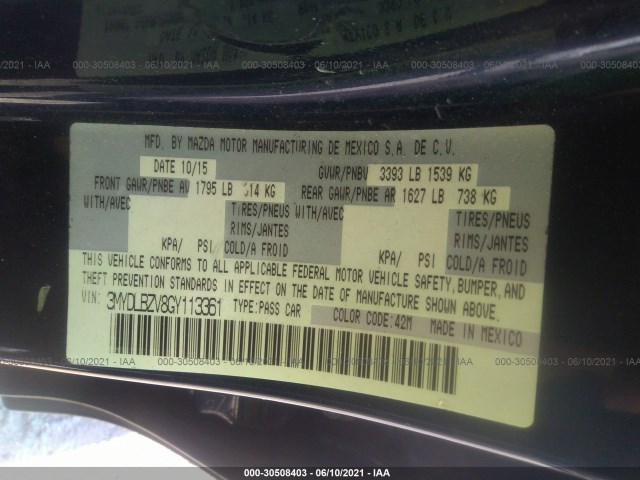 000-30508403 - 06/10/2021 - IAA
MFD. BY MAZDA MOTOR MANUFACTURING DE MEXICO S.A. DE C.V.
DATE 10/15 GVWR/PNBV 3393 LB 1539 KG
FRONT GAWR/PNBE AV 1795 LB 14 KG REAR GAWR/PNBE AR 1627 LB 738 KG
WITH/AVEC TIRES/PNEUS WITH/AVEC TIRES/PNEUS
RIMS/JANTES RIMS/JANTES
KPA/ PSI COLD/A FROID KPA/ PSI COLD/A FROID
THIS VEHICLE CONFORMS TO ALL APPLICABLE FEDERAL MOTOR VEHICLE SAFETY, BUMPER, AND
THEFT PREVENTION STANDARDS IN EFFECT ON THE DATE OF MANUFACTURE SHOWN ABOVE.
VIN: 3MYDLBZV8GY113361 TYPE:PASS CAR COLOR CODE:42M MADE IN MEXICO
000-30508403 - 06/10/2021 - IAA